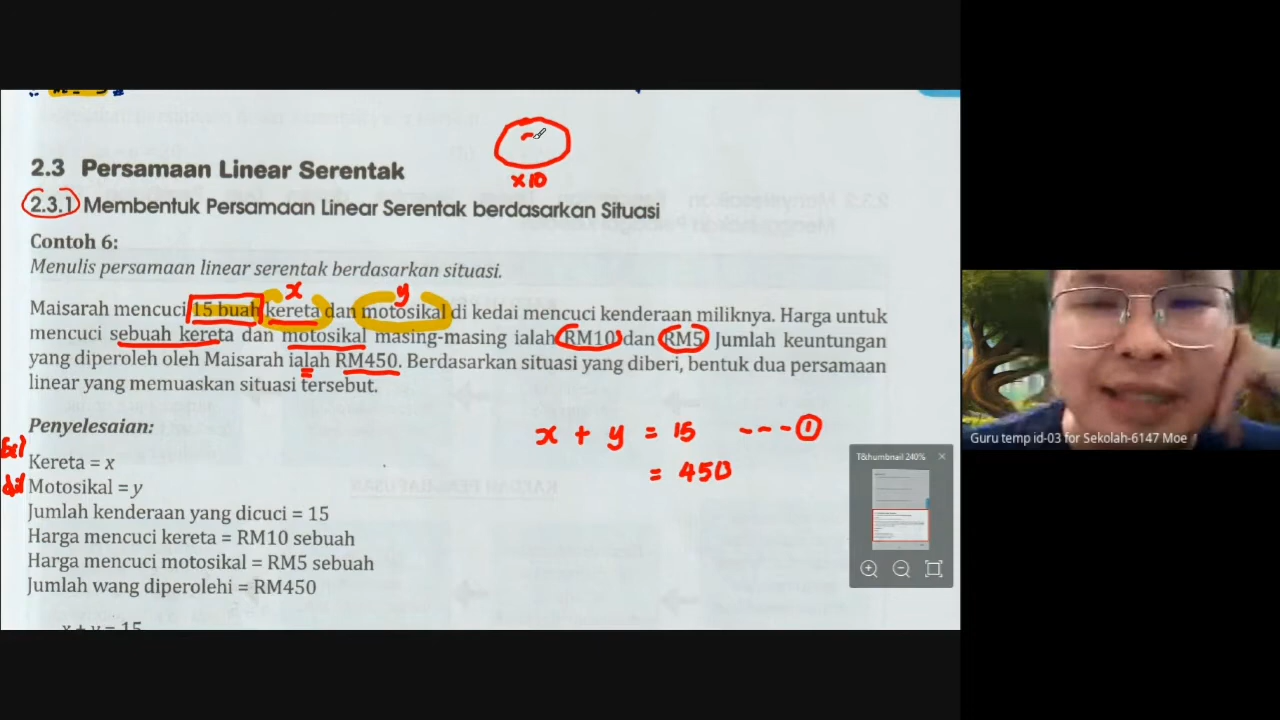 ×10
2.3 Persamaan Linear Serentak
2.3.1 Membentuk Persamaan Linear Serentak berdasarkan Situasi
Contoh 6:
Menulis persamaan linear serentak berdasarkan situasi.
x y
Maisarah mencuci 15 buah kereta dan motosikal di kedai mencuci kenderaan miliknya. Harga untuk
mencuci sebuah kereta dan motosikal masing-masing ialah RM10 dan RM5 Jumlah keuntungan
yang diperoleh oleh Maisarah ialah RM450. Berdasarkan situasi yang diberi, bentuk dua persamaan
linear yang memuaskan situasi tersebut.
Penyelesaian:
x + y = 15 ---①
Kereta = x
= 450
Motosikal = y
Jumlah kenderaan yang dicuci = 15
Harga mencuci kereta = RM10 sebuah
Harga mencuci motosikal = RM5 sebuah
Jumlah wang diperolehi = RM450
x + y = 15
T&humbnail 240%
Guru temp id-03 for Sekolah-6147 Moe